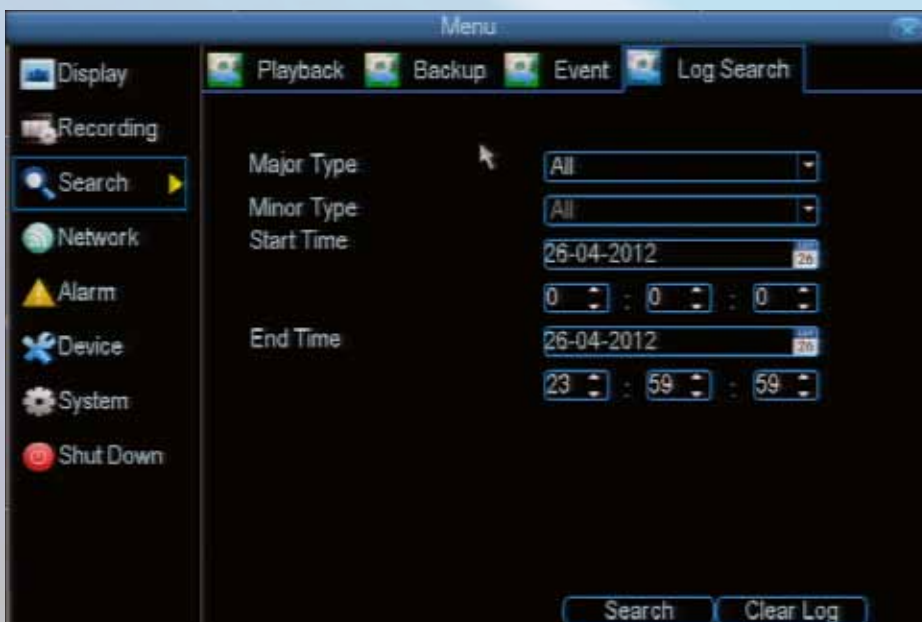 Menu
Display
Recording
Search
Network
Alarm
Device
System
Shut Down
Playback Backup Event Log Search
Major Type All
Minor Type All
Start Time 26-04-2012 26
0 : 0 : 0
End Time 26-04-2012 26
23 : 59 : 59
Search Clear Log